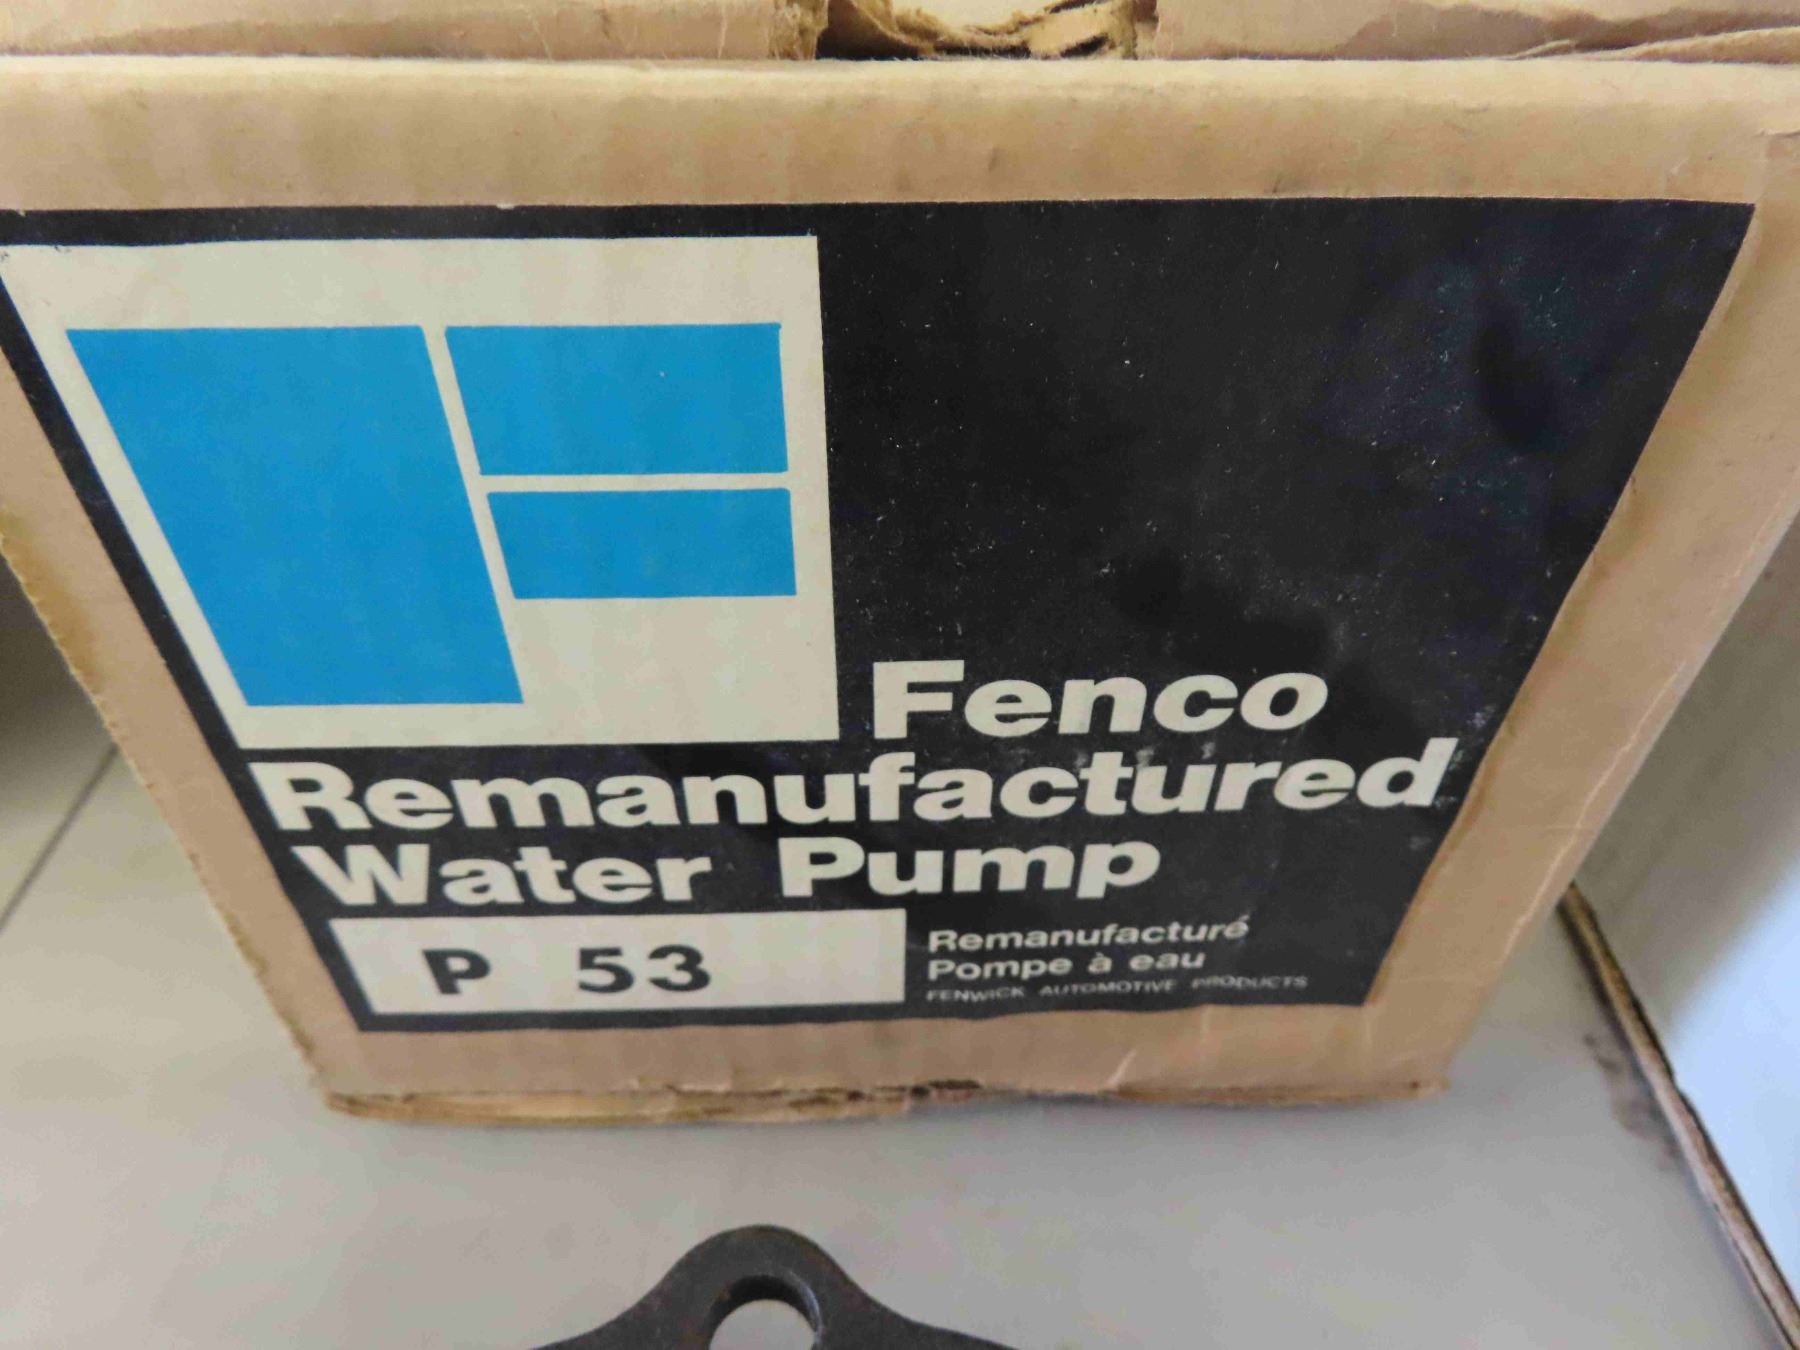 Fenco
Remanufactured
Water Pump
P 53
Remanufacturé
Pompe à eau
FENWICK AUTOMOTIVE PRODUCTS